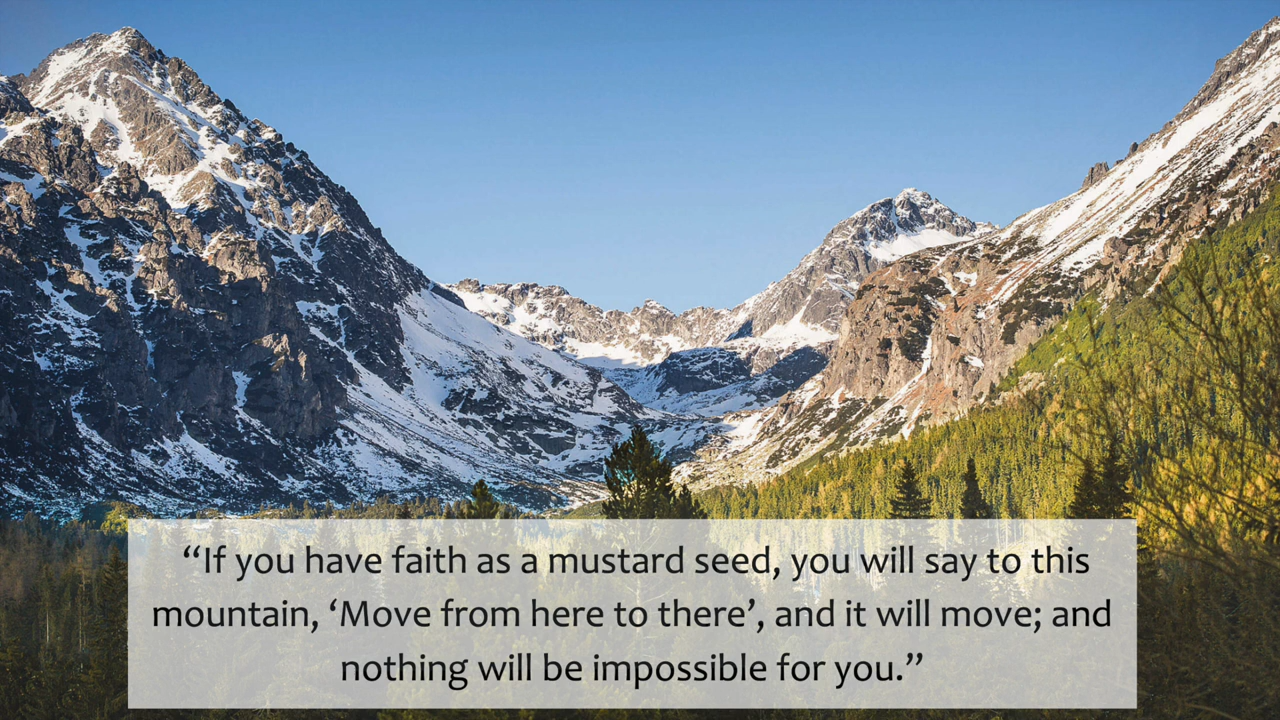 “If you have faith as a mustard seed, you will say to this
mountain, ‘Move from here to there’, and it will move; and
nothing will be impossible for you.”